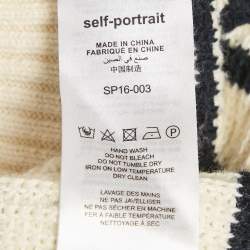 self-portrait
MADE IN CHINA
FABRIQUÉ EN CHINE
صنع في الصين
中国制造
SP16-003
HAND WASH
DO NOT BLEACH
DO NOT TUMBLE DRY
IRON ON LOW TEMPERATURE
DRY CLEAN
LAVAGE DES MAINS
NE PAS JAVELLISER
NE PAS SÉCHER EN MACHINE
FER À FAIBLE TEMPÉRATURE
NETTOYAGE À SEC